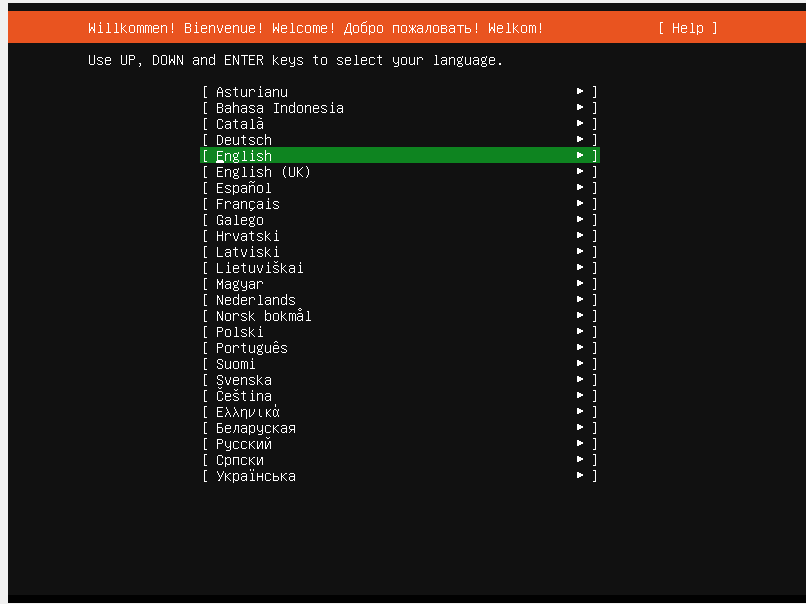 Willkommen! Bienvenue! Welcome! Добро пожаловать! Welkom! [ Help ]
Use UP, DOWN and ENTER keys to select your language.
[ Asturianu ► ]
[ Bahasa Indonesia ► ]
[ Català ► ]
[ Deutsch ► ]
[ English ► ]
[ English (UK) ► ]
[ Español ► ]
[ Français ► ]
[ Galego ► ]
[ Hrvatski ► ]
[ Latviski ► ]
[ Lietuviškai ► ]
[ Magyar ► ]
[ Nederlands ► ]
[ Norsk bokmål ► ]
[ Polski ► ]
[ Português ► ]
[ Suomi ► ]
[ Svenska ► ]
[ Čeština ► ]
[ Ελληνικά ► ]
[ Беларуская ► ]
[ Русский ► ]
[ Српски ► ]
[ Українська ► ]